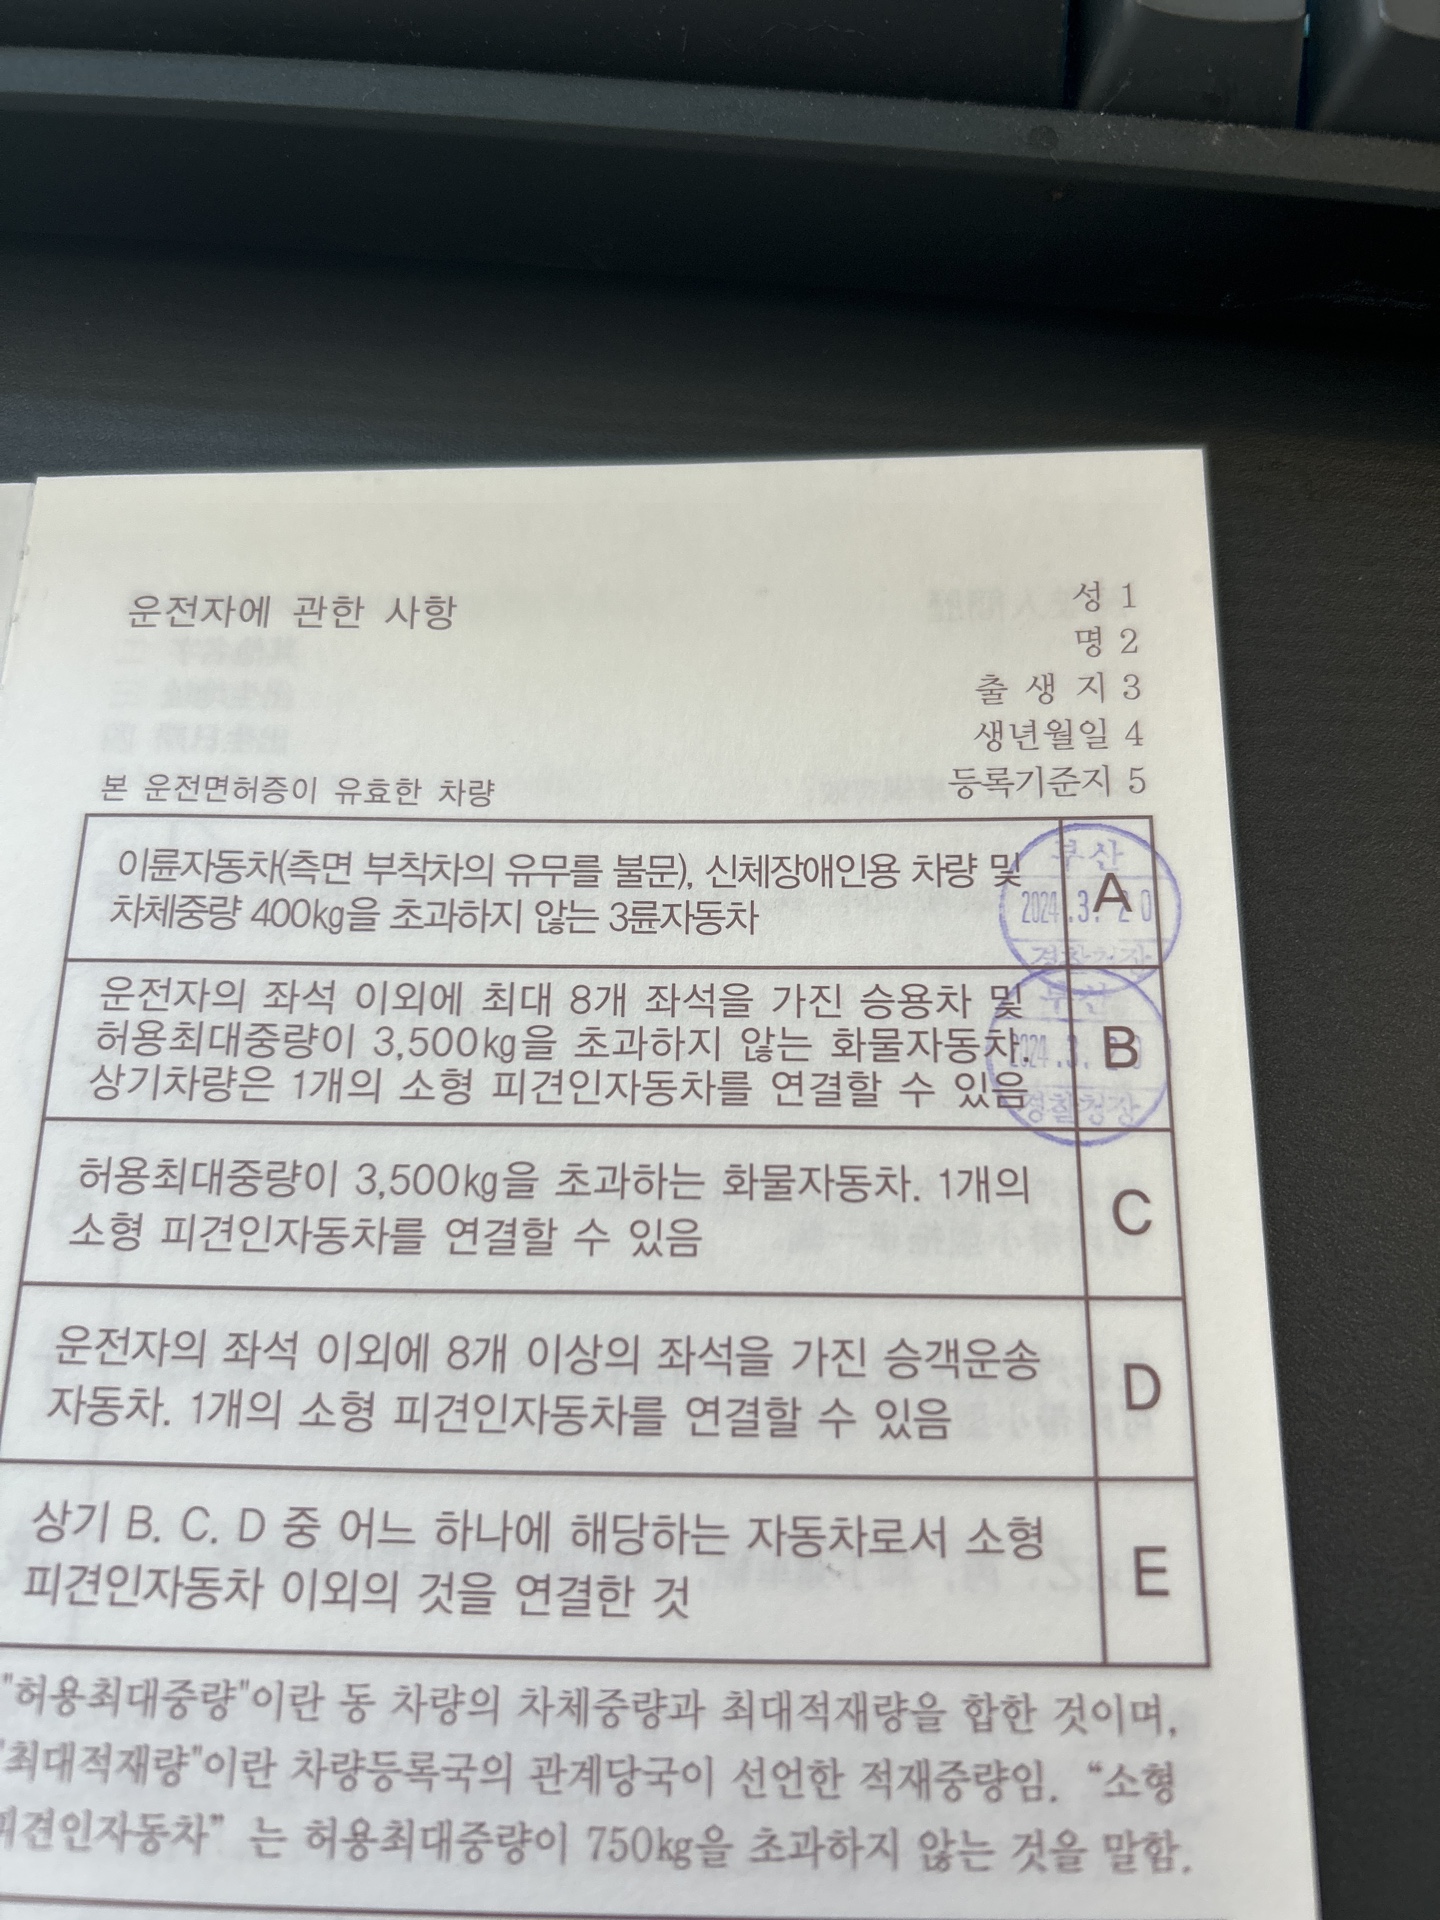 운전자에 관한 사항
성 1
명 2
출 생 지 3
생년월일 4
등록기준지 5
본 운전면허증이 유효한 차량
이륜자동차(측면 부착차의 유무를 불문), 신체장애인용 차량 및
차체중량 400kg을 초과하지 않는 3륜자동차
A
부산
2024.3.20
경찰청장
운전자의 좌석 이외에 최대 8개 좌석을 가진 승용차 및
허용최대중량이 3,500kg을 초과하지 않는 화물자동차.
상기차량은 1개의 소형 피견인자동차를 연결할 수 있음
B
부산
2024.3.20
경찰청장
허용최대중량이 3,500kg을 초과하는 화물자동차. 1개의
소형 피견인자동차를 연결할 수 있음
C
운전자의 좌석 이외에 8개 이상의 좌석을 가진 승객운송
자동차. 1개의 소형 피견인자동차를 연결할 수 있음
D
상기 B. C. D 중 어느 하나에 해당하는 자동차로서 소형
피견인자동차 이외의 것을 연결한 것
E
"허용최대중량"이란 동 차량의 차체중량과 최대적재량을 합한 것이며,
"최대적재량"이란 차량등록국의 관계당국이 선언한 적재중량임. “소형
피견인자동차” 는 허용최대중량이 750kg을 초과하지 않는 것을 말함.